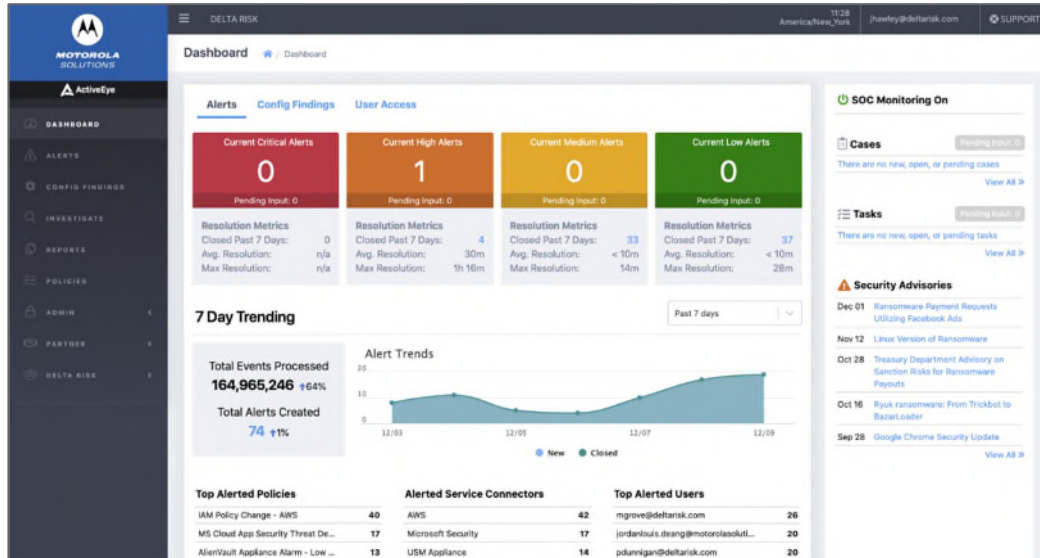 MOTOROLA
SOLUTIONS
ActiveEye
DASHBOARD
ALERTS
CONFIG FINDINGS
INVESTIGATE
REPORTS
POLICIES
ADMIN
PARTNER
DELTA RISK
DELTA RISK
11:28
America/New_York
jhawley@deltarisk.com
SUPPORT
Dashboard / Dashboard
Alerts Config Findings User Access
Current Critical Alerts
0
Pending Input: 0
Resolution Metrics
Closed Past 7 Days: 0
Avg. Resolution: n/a
Max Resolution: n/a
Current High Alerts
1
Pending Input: 0
Resolution Metrics
Closed Past 7 Days: 4
Avg. Resolution: 30m
Max Resolution: 1h 16m
Current Medium Alerts
0
Pending Input: 0
Resolution Metrics
Closed Past 7 Days: 33
Avg. Resolution: < 10m
Max Resolution: 14m
Current Low Alerts
0
Pending Input: 0
Resolution Metrics
Closed Past 7 Days: 37
Avg. Resolution: < 10m
Max Resolution: 28m
7 Day Trending
Past 7 days
Total Events Processed
164,965,246 ↑64%
Total Alerts Created
74 ↑1%
Alert Trends
20
10
0
12/03 12/05 12/07 12/09
New Closed
Top Alerted Policies
IAM Policy Change - AWS 40
MS Cloud App Security Threat De... 17
AlienVault Appliance Alarm - Low ... 13
Alerted Service Connectors
AWS 42
Microsoft Security 17
USM Appliance 14
Top Alerted Users
mgrove@deltarisk.com 26
jordanlouis.deang@motorolasoluti... 20
pdunnigan@deltarisk.com 20
SOC Monitoring On
Cases Pending Input: 0
There are no new, open, or pending cases
View All »
Tasks Pending Input: 0
There are no new, open, or pending tasks
View All »
Security Advisories
Dec 01 Ransomware Payment Requests
Utilizing Facebook Ads
Nov 12 Linux Version of Ransomware
Oct 28 Treasury Department Advisory on
Sanction Risks for Ransomware
Payouts
Oct 16 Ryuk ransomware: From Trickbot to
BazarLoader
Sep 28 Google Chrome Security Update
View All »